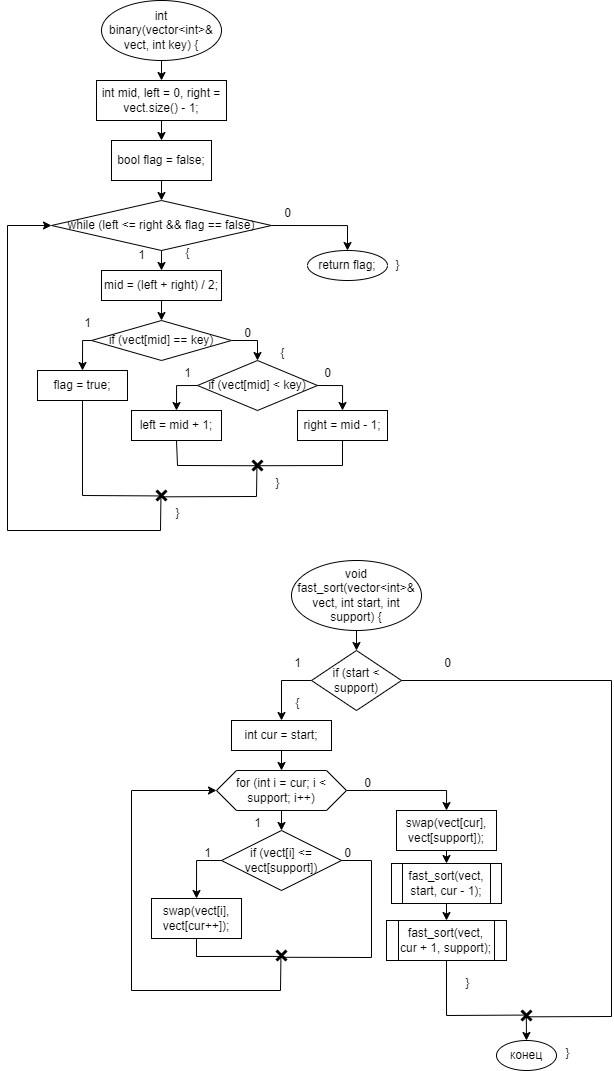 int
binary(vector<int>&
vect, int key) {
int mid, left = 0, right =
vect.size() - 1;
bool flag = false;
while (left <= right && flag == false)
0
1
{
return flag;
}
mid = (left + right) / 2;
1
if (vect[mid] == key)
0
{
flag = true;
1
if (vect[mid] < key)
0
left = mid + 1;
right = mid - 1;
}
}
void
fast_sort(vector<int>&
vect, int start, int
support) {
1
if (start <
support)
0
{
int cur = start;
for (int i = cur; i <
support; i++)
0
1
swap(vect[cur],
vect[support]);
1
if (vect[i] <=
vect[support])
0
fast_sort(vect,
start, cur - 1);
swap(vect[i],
vect[cur++]);
fast_sort(vect,
cur + 1, support);
}
конец
}